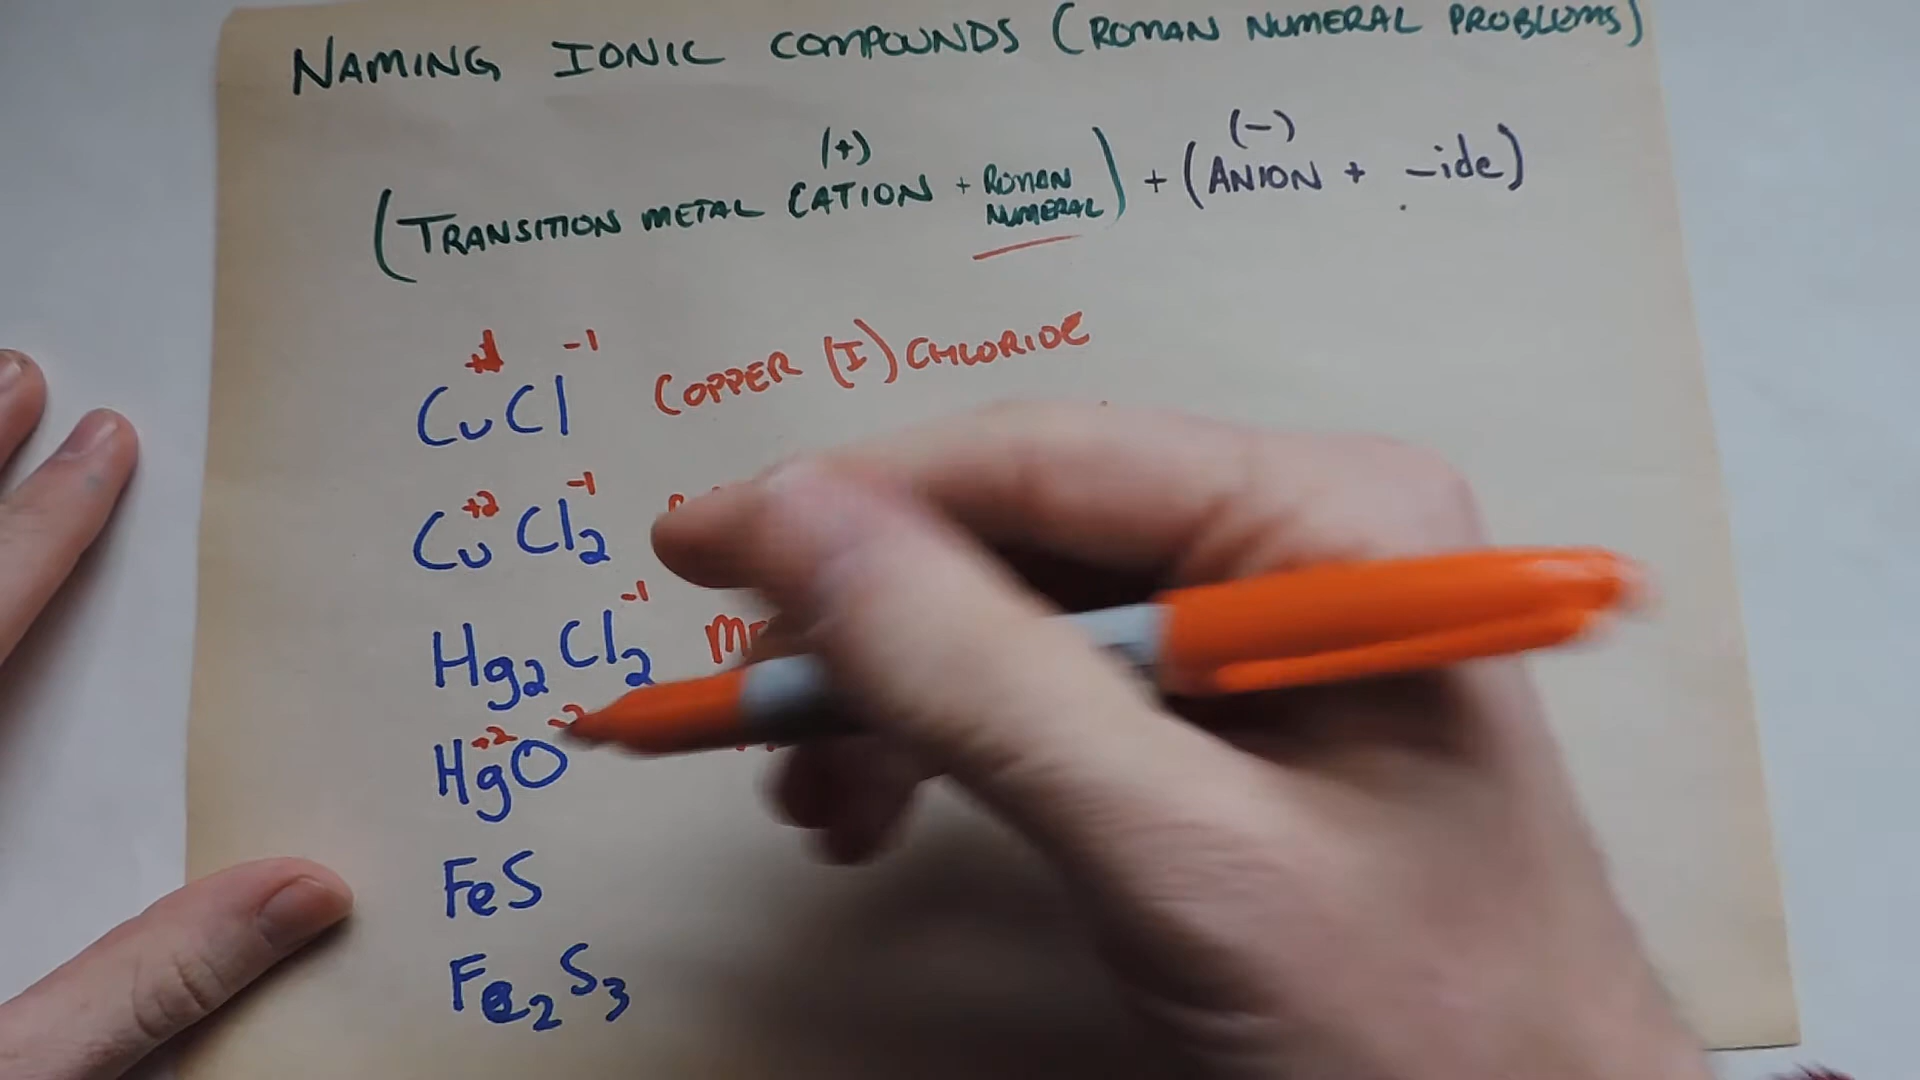 NAMING IONIC COMPOUNDS (ROMAN NUMERAL PROBLEMS)
(+) (-)
(TRANSITION METAL CATION + ROMAN NUMERAL) + (ANION + -ide)
+1 -1
CuCl COPPER (I) CHLORIDE
+2 -1
CuCl2
-1
Hg2Cl2
+2
HgO
FeS
Fe2S3